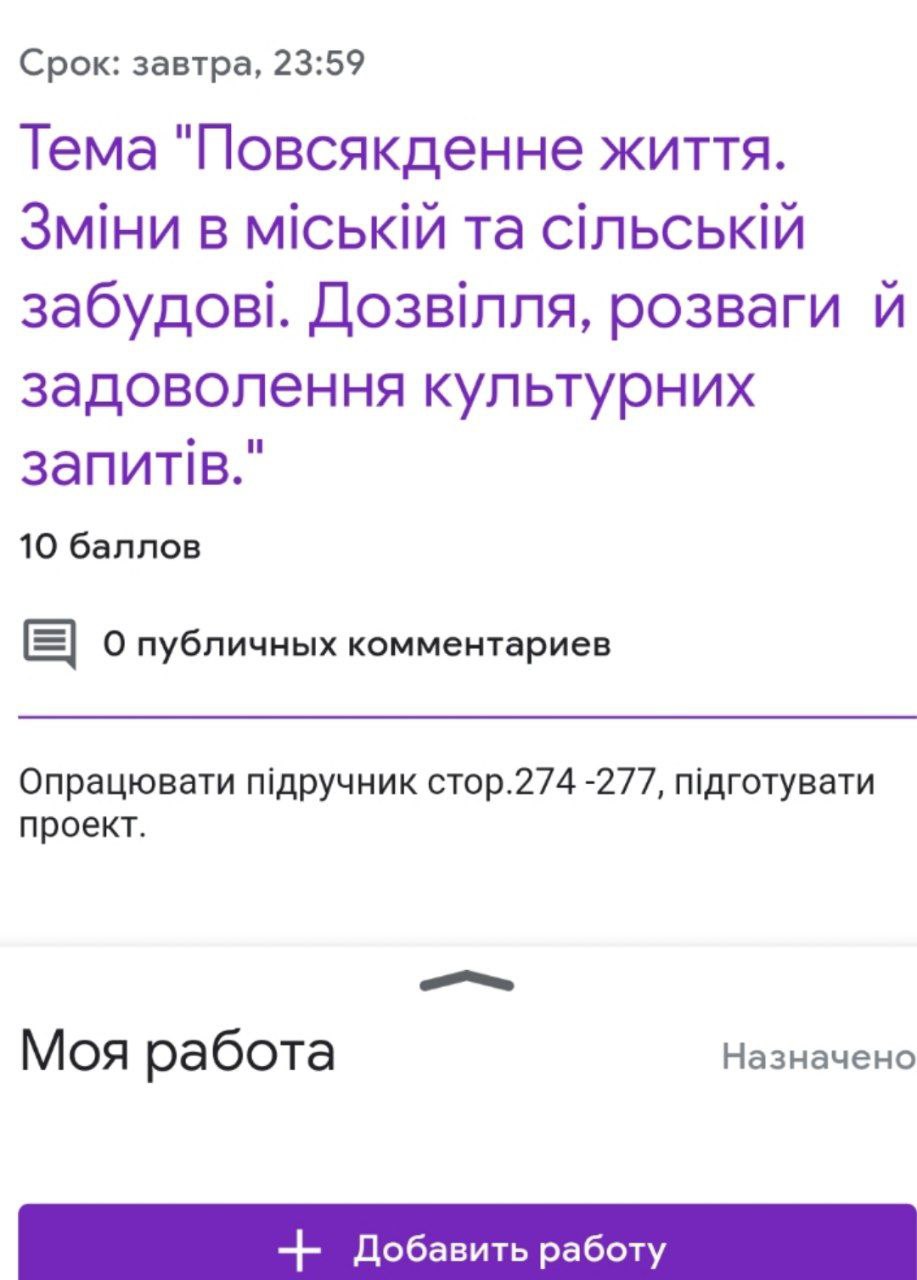 Срок: завтра, 23:59
Тема "Повсякденне життя.
Зміни в міській та сільській
забудові. Дозвілля, розваги  й
задоволення культурних
запитів."
10 баллов
0 публичных комментариев
Опрацювати підручник стор.274 -277, підготувати
проект.
Моя работа
Назначено
+ Добавить работу